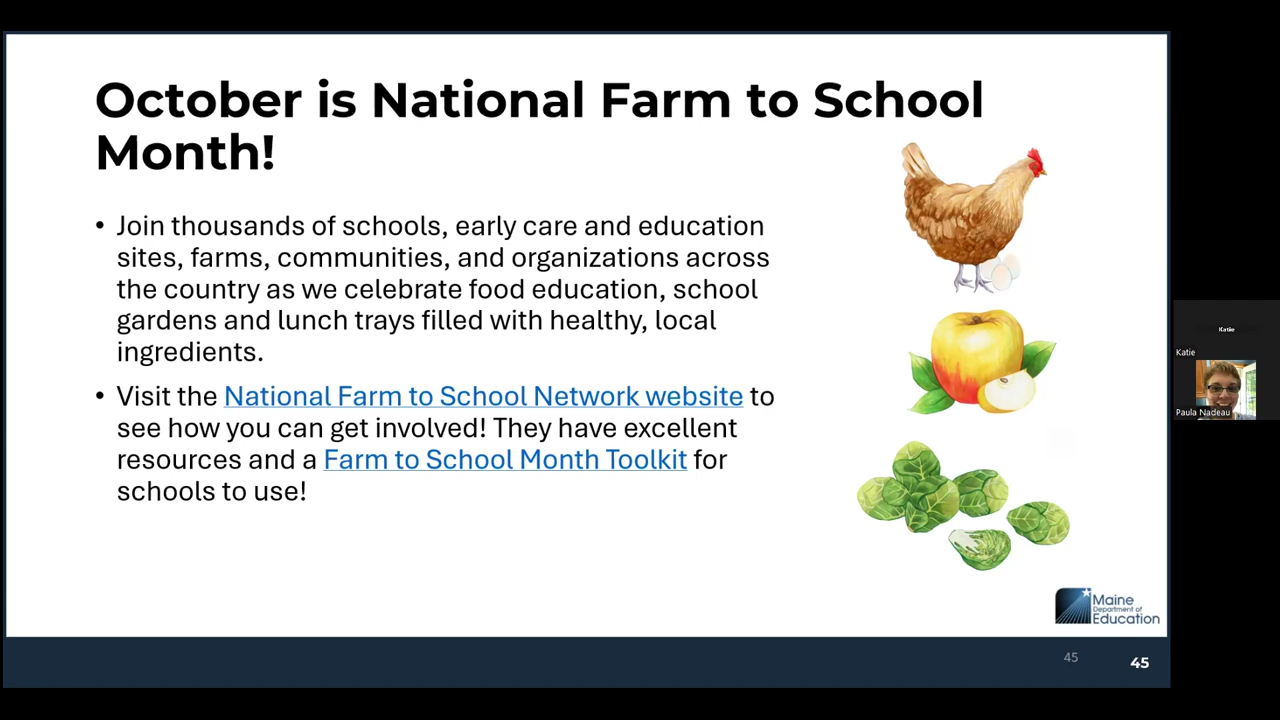 October is National Farm to School
Month!
• Join thousands of schools, early care and education
sites, farms, communities, and organizations across
the country as we celebrate food education, school
gardens and lunch trays filled with healthy, local
ingredients.
• Visit the National Farm to School Network website to
see how you can get involved! They have excellent
resources and a Farm to School Month Toolkit for
schools to use!
Maine
Department of
Education
45
45
Katie
Katie
Paula Nadeau